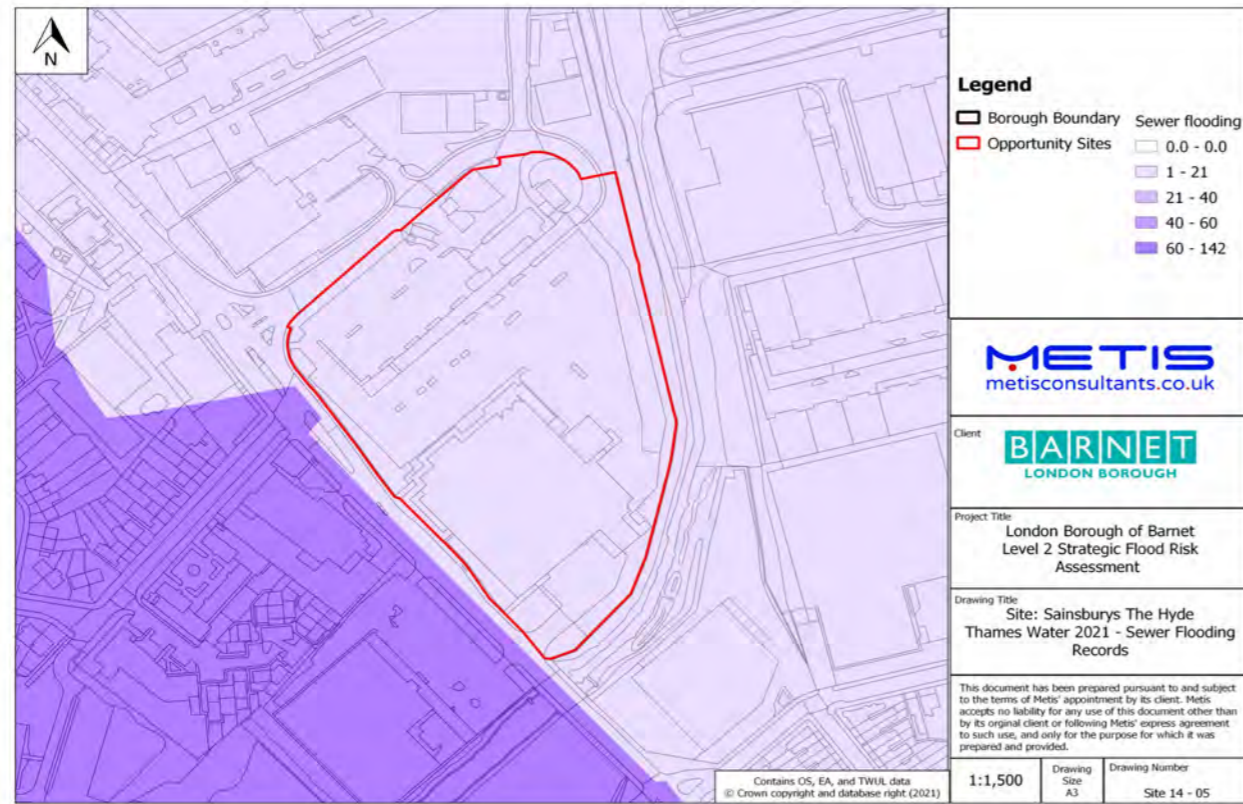 N
Legend
Borough Boundary
Opportunity Sites
Sewer flooding
0.0 - 0.0
1 - 21
21 - 40
40 - 60
60 - 142
METIS
metisconsultants.co.uk
Client
BARNET
LONDON BOROUGH
Project Title
London Borough of Barnet
Level 2 Strategic Flood Risk
Assessment
Drawing Title
Site: Sainsburys The Hyde
Thames Water 2021 - Sewer Flooding
Records
This document has been prepared pursuant to and subject
to the terms of Metis' appointment by its client. Metis
accepts no liability for any use of this document other than
by its orginal client or following Metis' express agreement
to such use, and only for the purpose for which it was
prepared and provided.
Contains OS, EA, and TWUL data
© Crown copyright and database right (2021)
1:1,500
Drawing
Size
A3
Drawing Number
Site 14 - 05